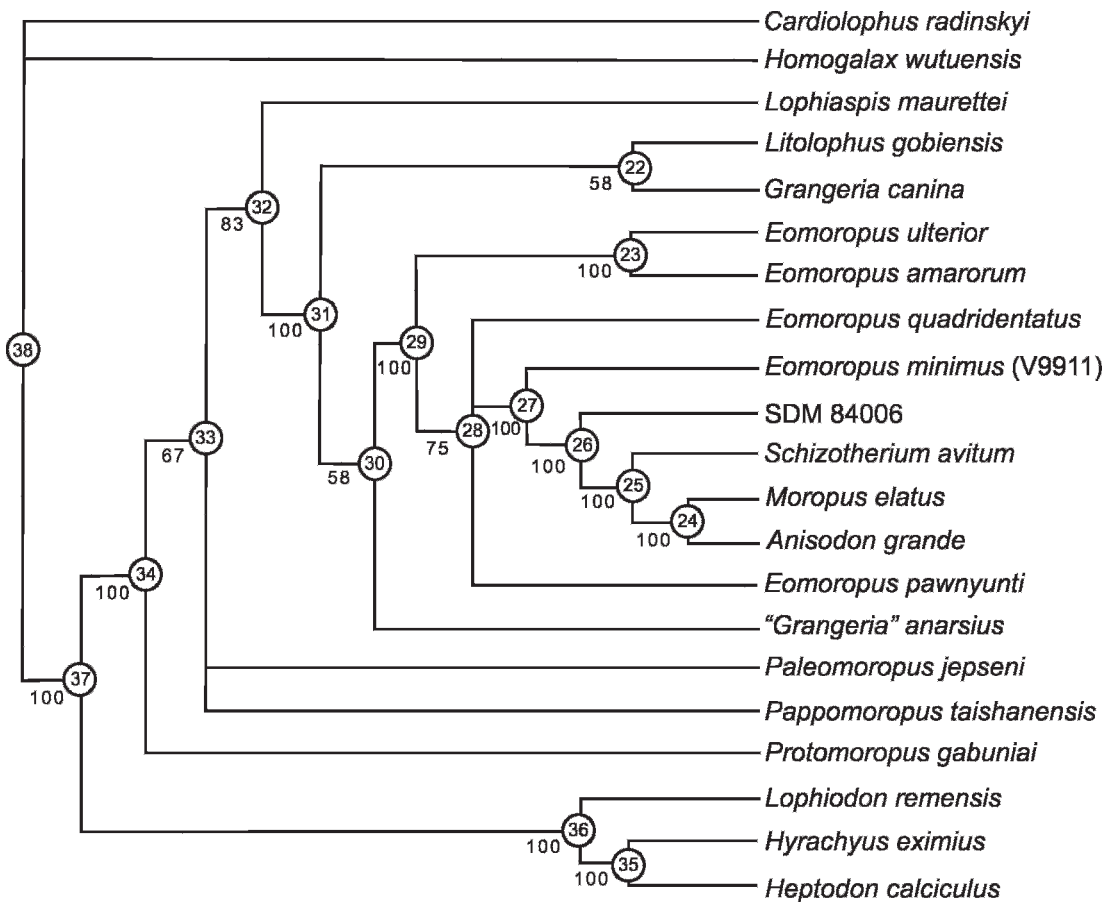 Cardiolophus radinskyi
Homogalax wutuensis
Lophiaspis maurettei
Litolophus gobiensis
22
58
Grangeria canina
32
83
Eomoropus ulterior
23
100
Eomoropus amarorum
31
100
Eomoropus quadridentatus
29
100
38
Eomoropus minimus (V9911)
27
100
SDM 84006
28
75
26
100
33
67
Schizotherium avitum
30
58
25
100
Moropus elatus
24
100
Anisodon grande
34
100
Eomoropus pawnyunti
“Grangeria” anarsius
Paleomoropus jepseni
37
100
Pappomoropus taishanensis
Protomoropus gabuniai
Lophiodon remensis
36
100
Hyrachyus eximius
35
100
Heptodon calciculus